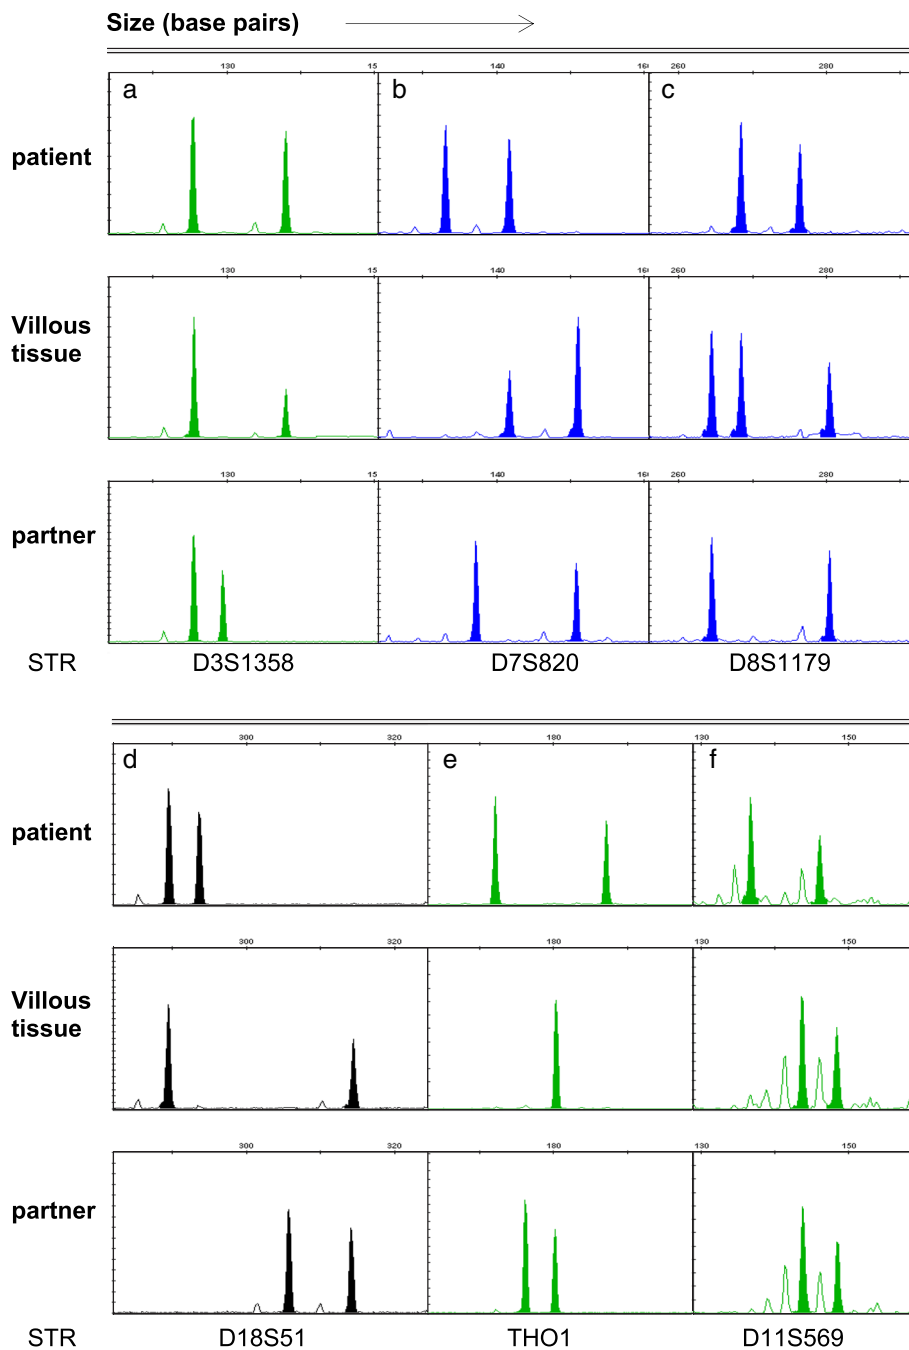 Size (base pairs)
130 15 140 16 260 280
a b c
patient
130 15 140 16 260 280
Villous
tissue
130 15 140 16 260 280
partner
STR D3S1358 D7S820 D8S1179
300 320 180 130 150
d e f
patient
300 320 180 130 150
Villous
tissue
300 320 180 130 150
partner
STR D18S51 THO1 D11S569